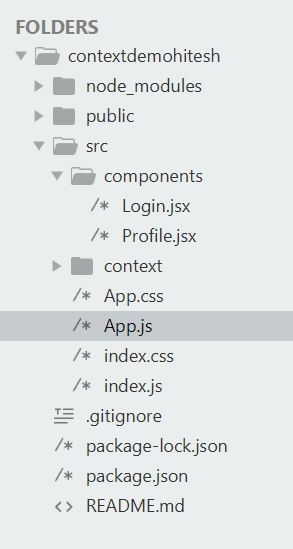 FOLDERS
contextdemohitesh
node_modules
public
src
components
/* Login.jsx
/* Profile.jsx
context
/* App.css
/* App.js
/* index.css
/* index.js
.gitignore
/* package-lock.json
/* package.json
<> README.md